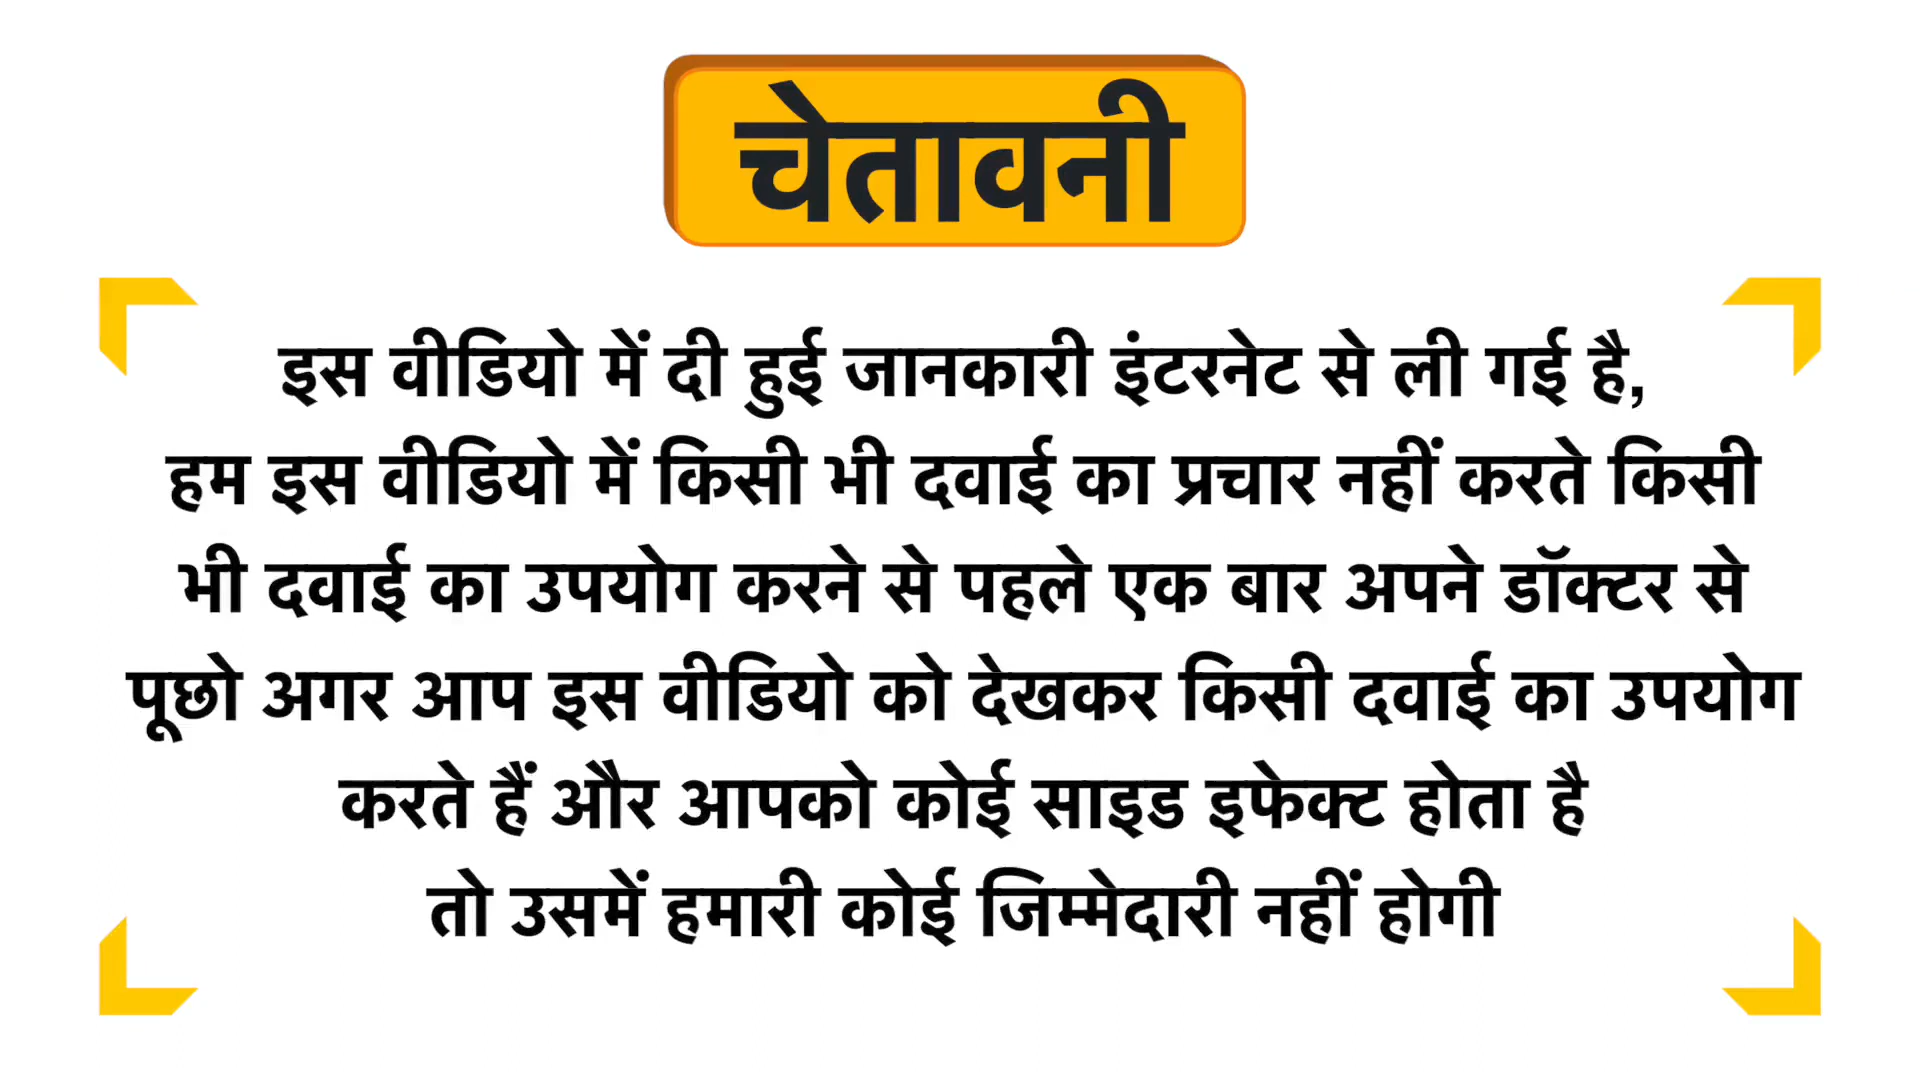 चेतावनी
इस वीडियो में दी हुई जानकारी इंटरनेट से ली गई है,
हम इस वीडियो में किसी भी दवाई का प्रचार नहीं करते किसी
भी दवाई का उपयोग करने से पहले एक बार अपने डॉक्टर से
पूछो अगर आप इस वीडियो को देखकर किसी दवाई का उपयोग
करते हैं और आपको कोई साइड इफेक्ट होता है
तो उसमें हमारी कोई जिम्मेदारी नहीं होगी